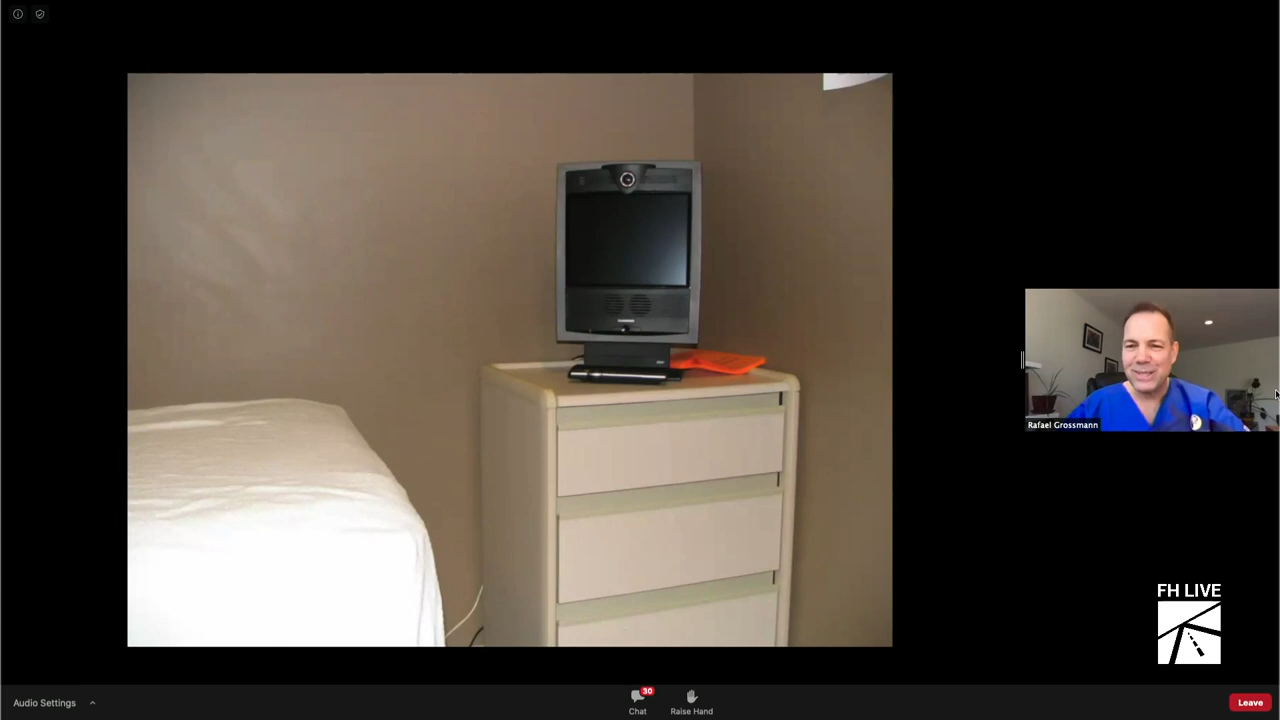 Rafael Grossmann
FH LIVE
Audio Settings
30
Chat
Raise Hand
Leave